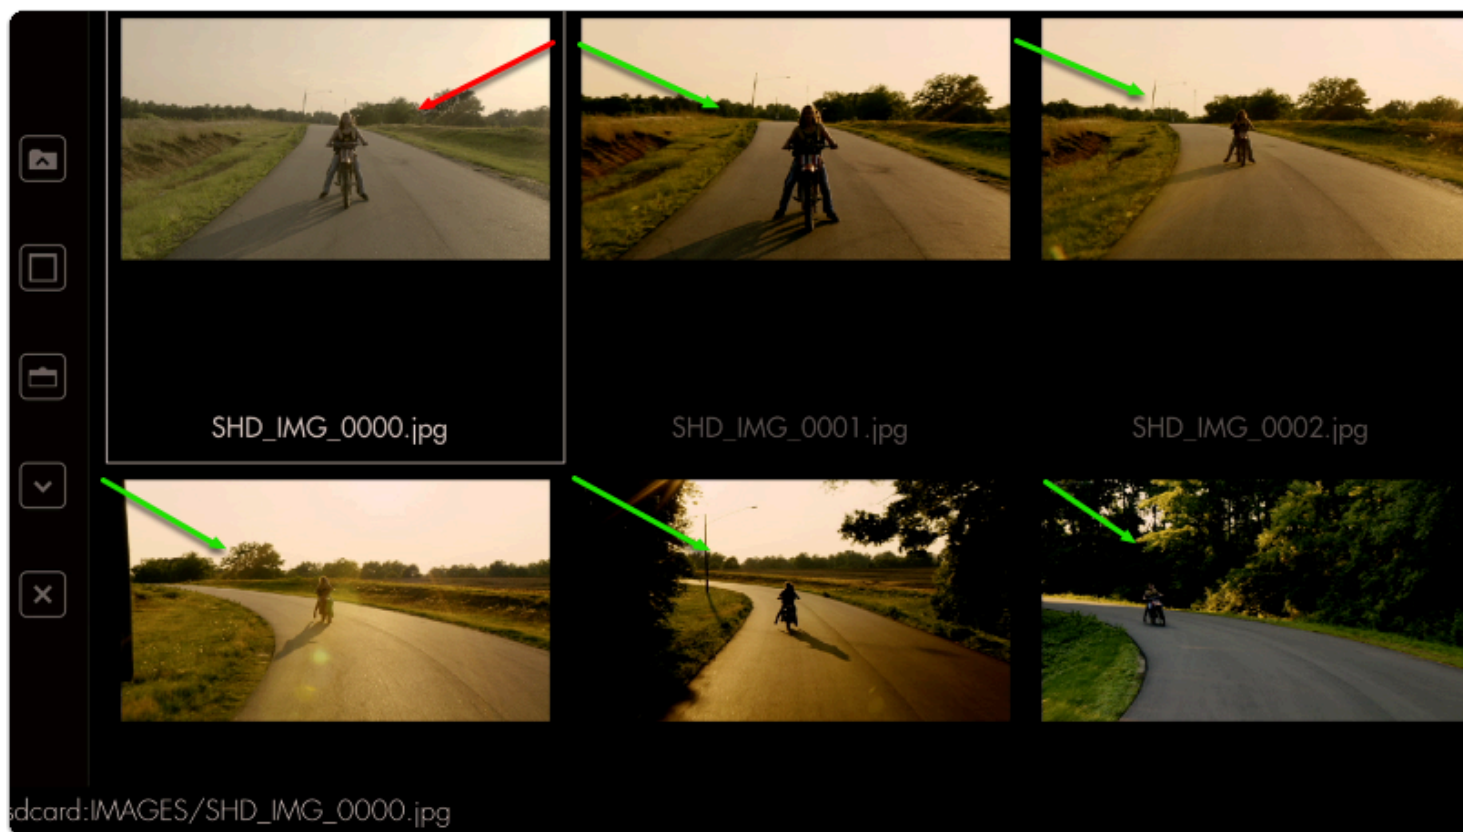 SHD_IMG_0000.jpg
SHD_IMG_0001.jpg
SHD_IMG_0002.jpg
sdcard:IMAGES/SHD_IMG_0000.jpg